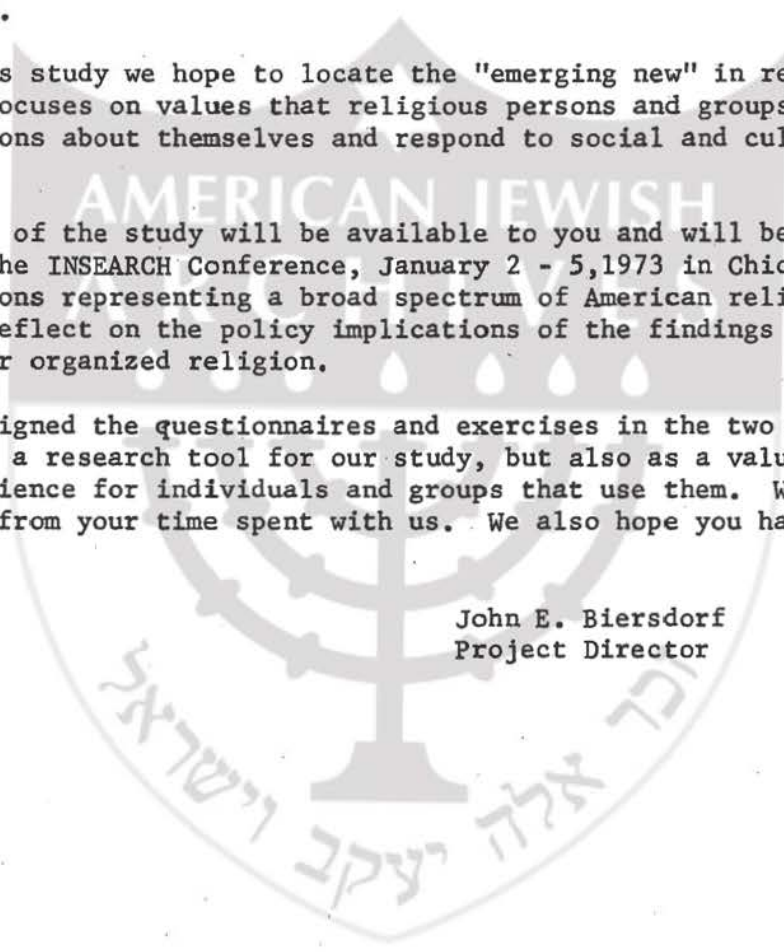 .
s study we hope to locate the "emerging new" in re
ocuses on values that religious persons and groups
ons about themselves and respond to social and cul
AMERICAN JEWISH
of the study will be available to you and will be
he INSEARCH Conference, January 2 - 5,1973 in Chic
ARCHIVES
ons representing a broad spectrum of American reli
eflect on the policy implications of the findings
r organized religion.
igned the questionnaires and exercises in the two
a research tool for our study, but also as a valu
ience for individuals and groups that use them. W
from your time spent with us. We also hope you ha
John E. Biersdorf
Project Director
זכר אלה יעקב וישראל